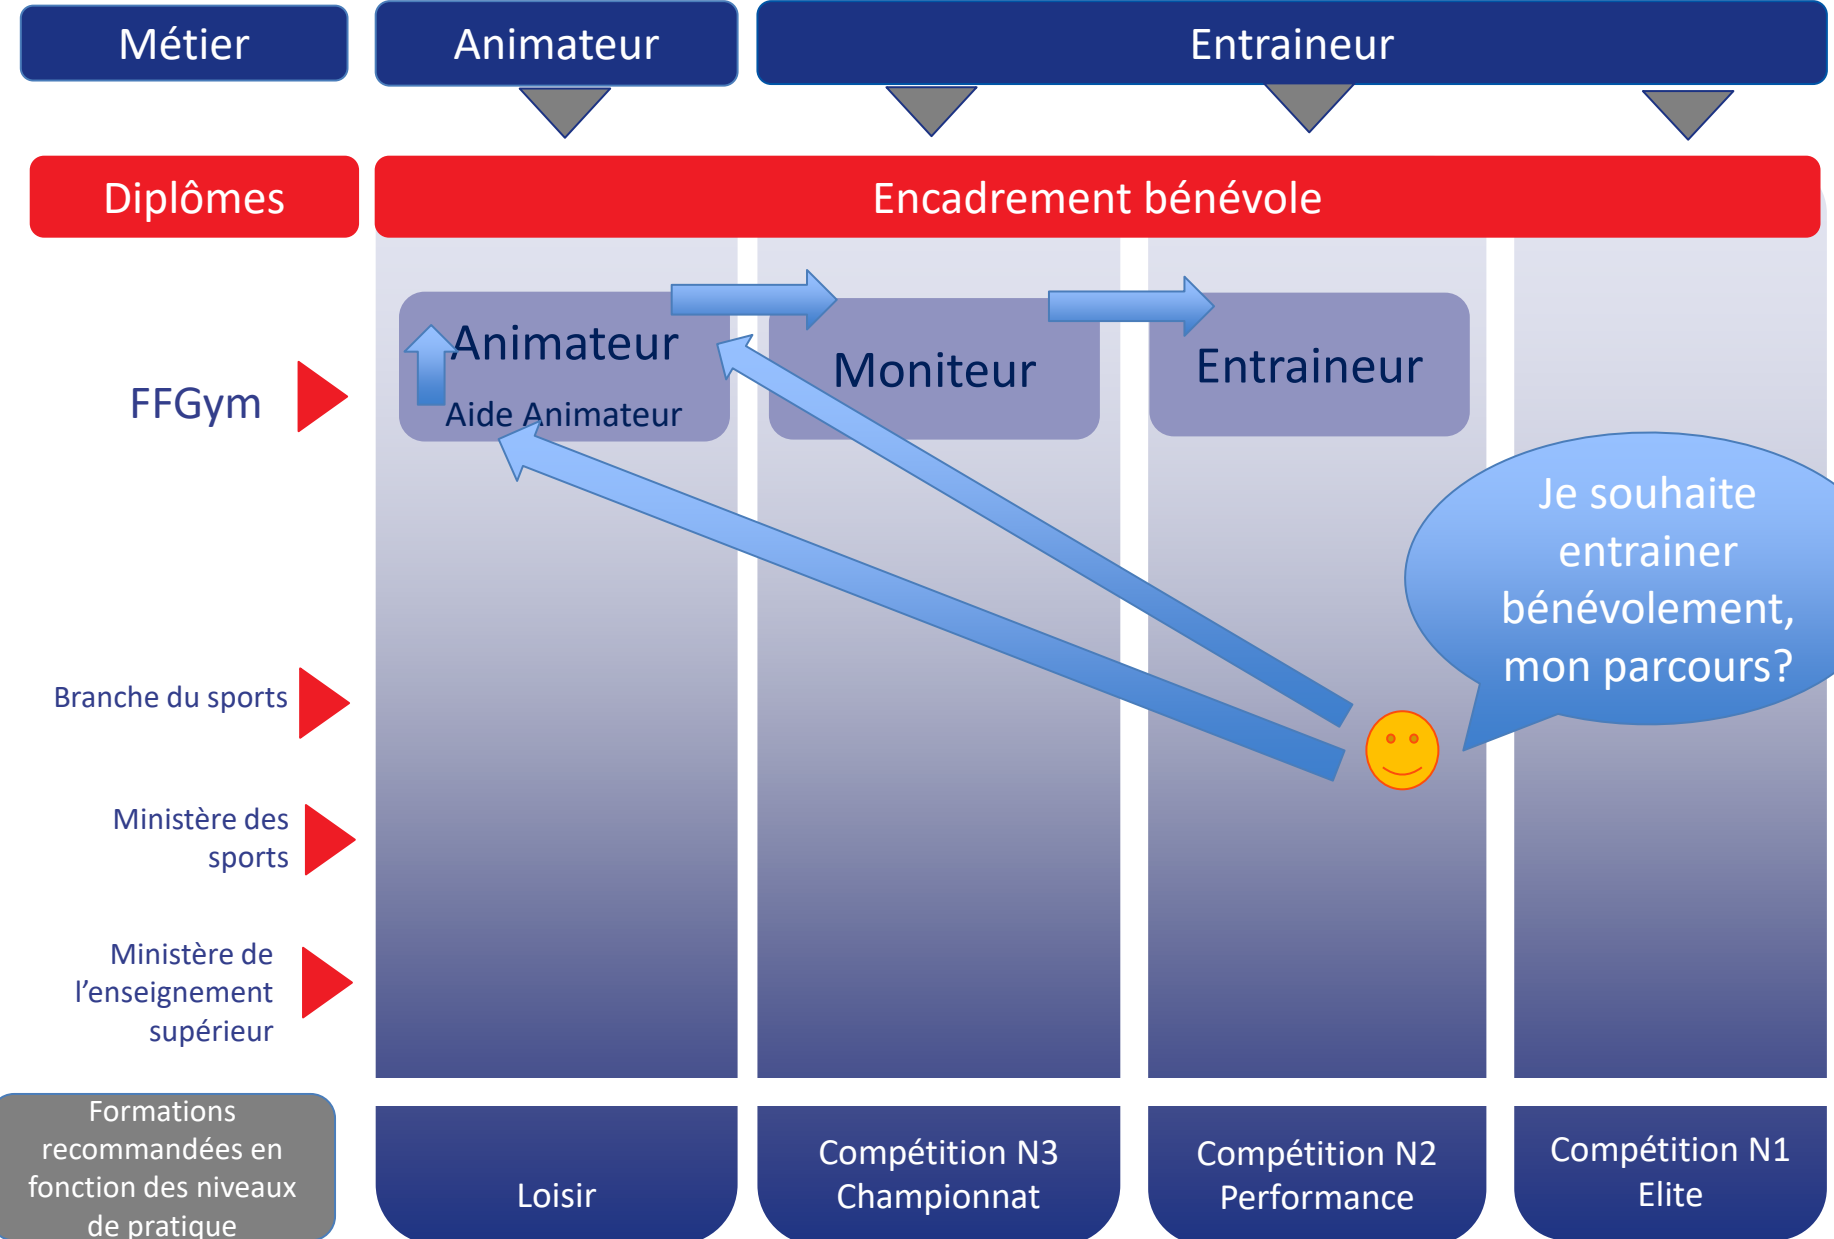 Métier
Animateur
Entraineur
Diplômes
Encadrement bénévole
FFGym
Animateur
Aide Animateur
Moniteur
Entraineur
Je souhaite
entrainer
bénévolement,
mon parcours?
Branche du sports
Ministère des
sports
Ministère de
l’enseignement
supérieur
Formations
recommandées en
fonction des niveaux
de pratique
Loisir
Compétition N3
Championnat
Compétition N2
Performance
Compétition N1
Elite